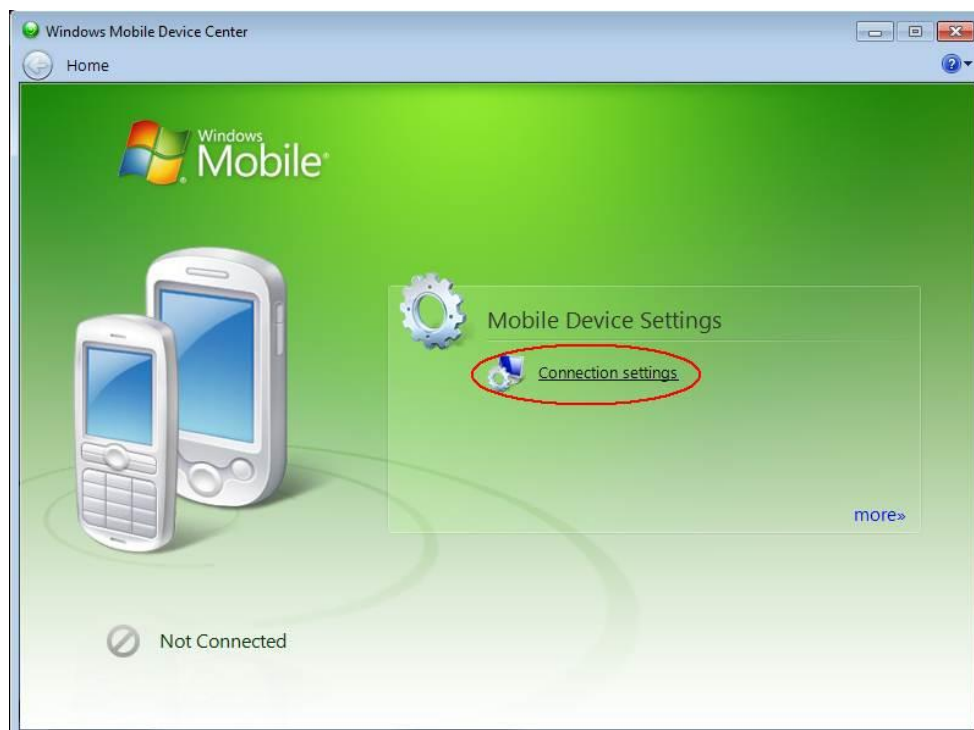 Windows Mobile Device Center
Home
Windows
Mobile®
Mobile Device Settings
Connection settings
more»
Not Connected